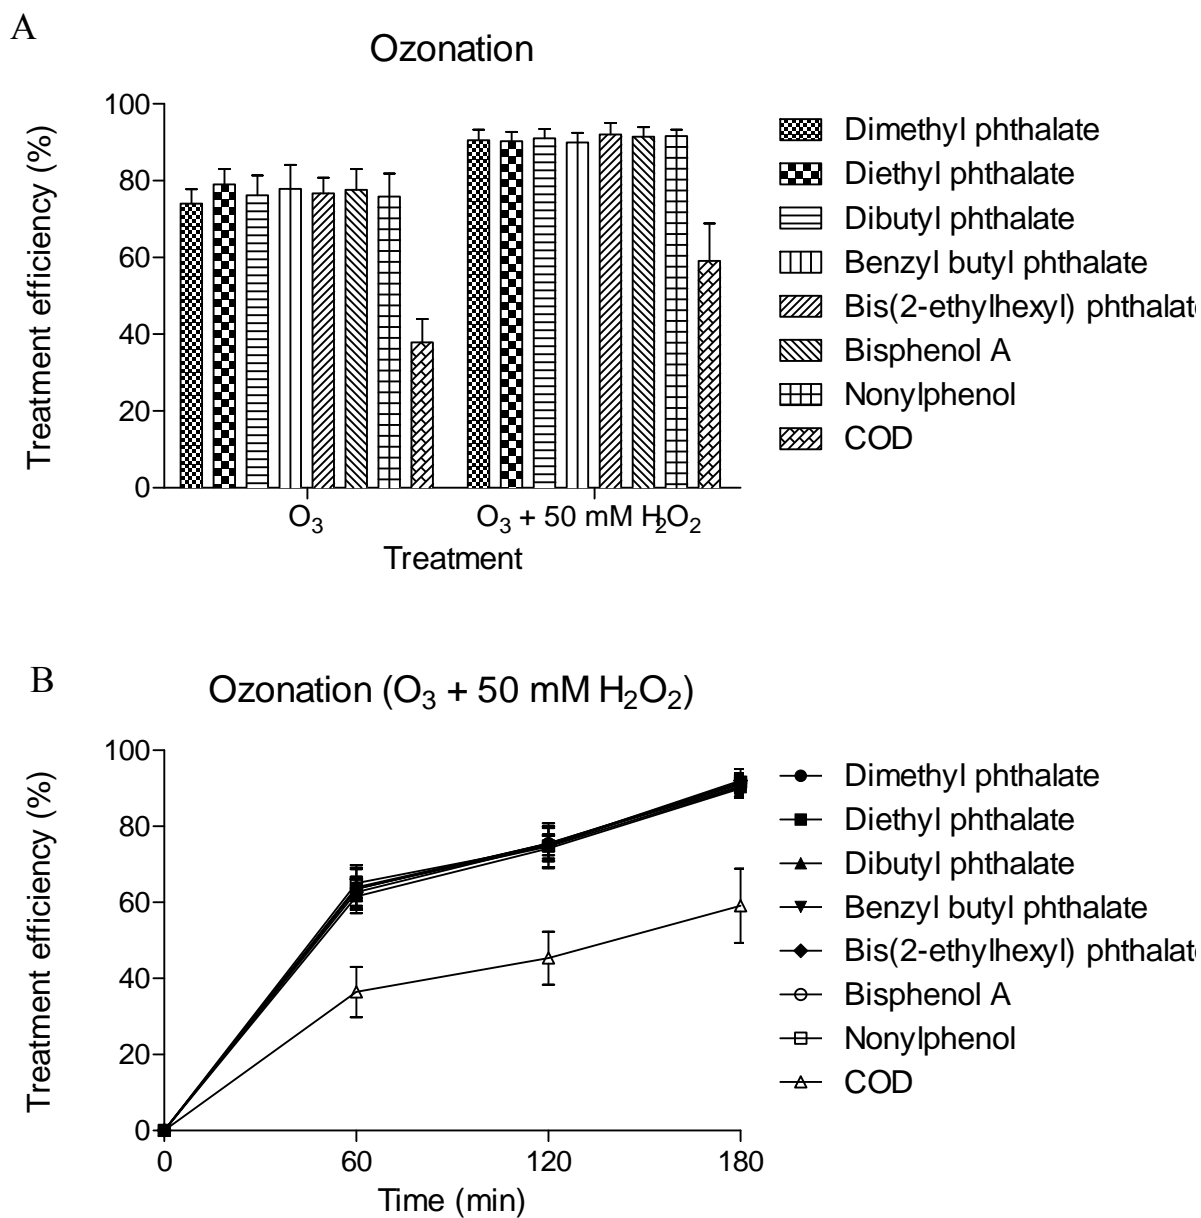 A
Ozonation
Treatment efficiency (%)
100
80
60
40
20
0
O3
O3 + 50 mM H2O2
Treatment
Dimethyl phthalate
Diethyl phthalate
Dibutyl phthalate
Benzyl butyl phthalate
Bis(2-ethylhexyl) phthalate
Bisphenol A
Nonylphenol
COD
B
Ozonation (O3 + 50 mM H2O2)
Treatment efficiency (%)
100
80
60
40
20
0
0
60
120
180
Time (min)
Dimethyl phthalate
Diethyl phthalate
Dibutyl phthalate
Benzyl butyl phthalate
Bis(2-ethylhexyl) phthalate
Bisphenol A
Nonylphenol
COD